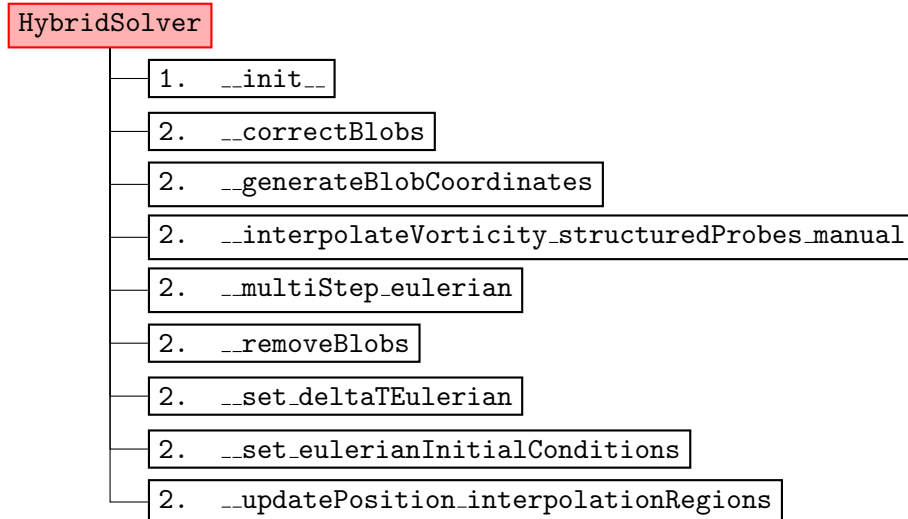 HybridSolver
1. __init__
2. __correctBlobs
2. __generateBlobCoordinates
2. __interpolateVorticity_structuredProbes_manual
2. __multiStep_eulerian
2. __removeBlobs
2. __set_deltaTEulerian
2. __set_eulerianInitialConditions
2. __updatePosition_interpolationRegions